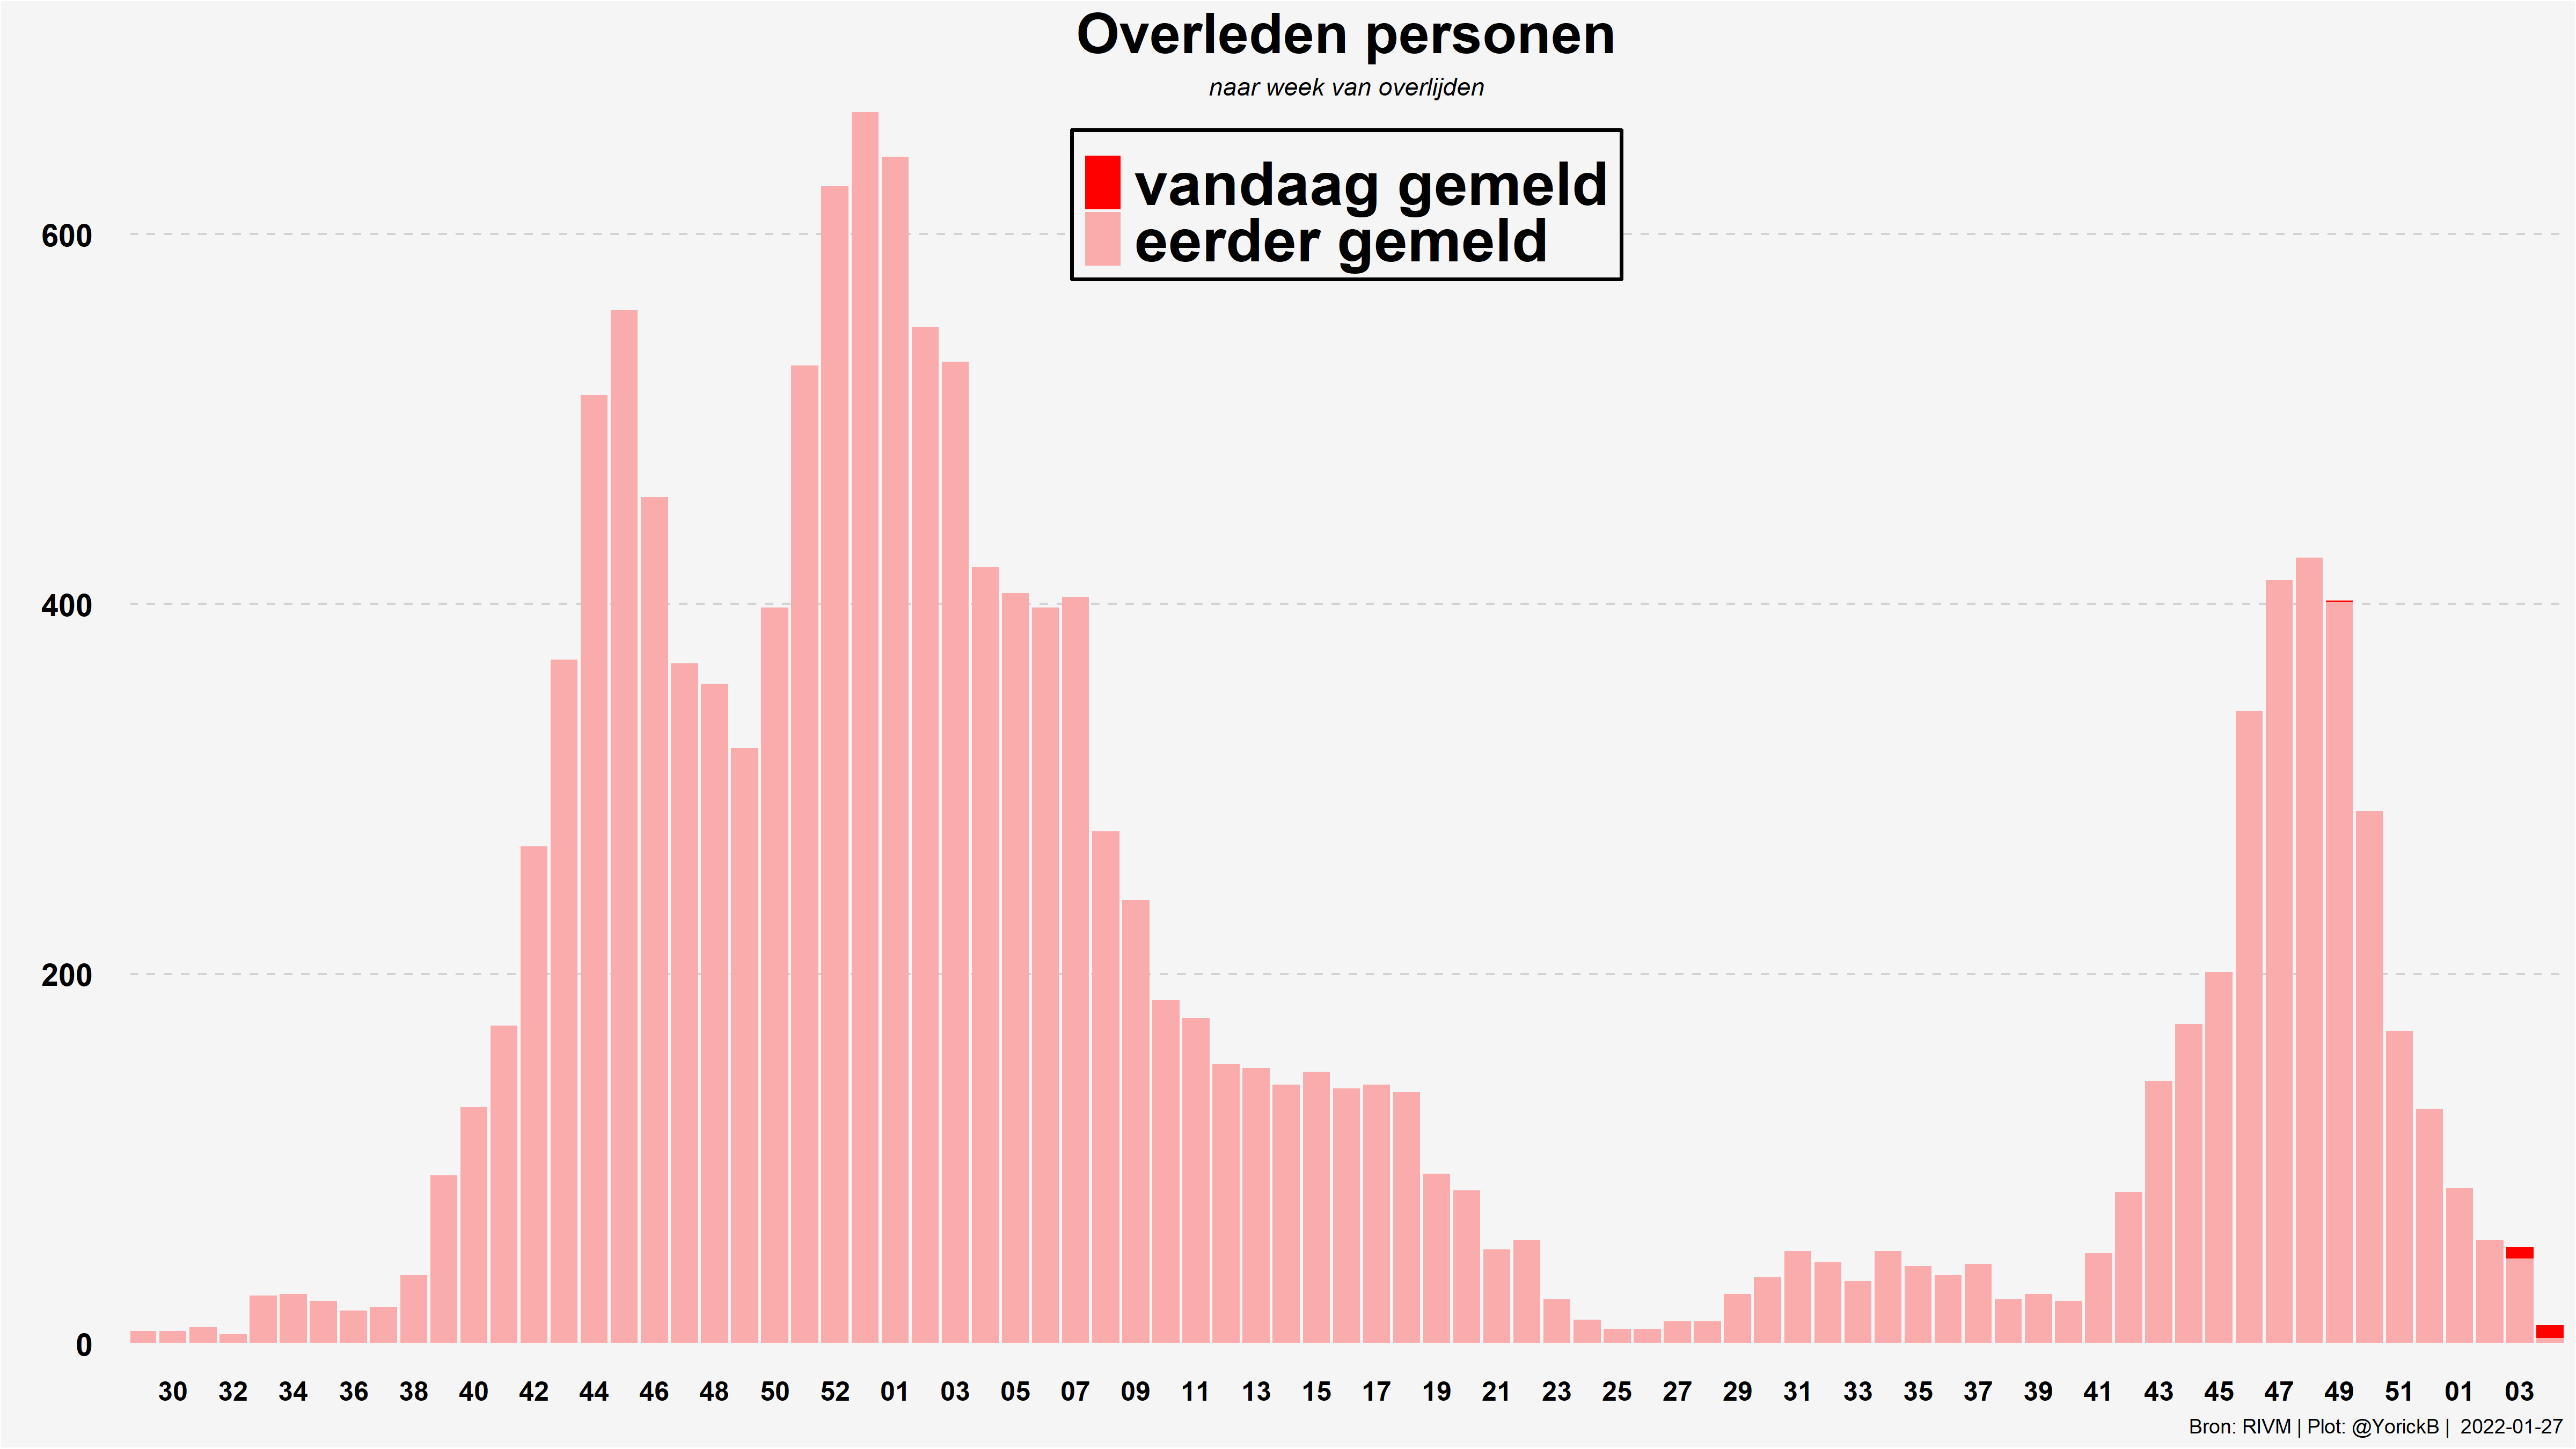 Overleden personen
naar week van overlijden
vandaag gemeld
eerder gemeld
600
400
200
0
30 32 34 36 38 40 42 44 46 48 50 52 01 03 05 07 09 11 13 15 17 19 21 23 25 27 29 31 33 35 37 39 41 43 45 47 49 51 01 03
Bron: RIVM | Plot: @YorickB | 2022-01-27